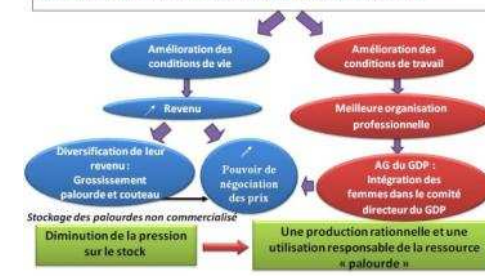 Amélioration des
conditions de vie
Amélioration des
conditions de travail
Revenu
Meilleure organisation
professionnelle
Diversification de leur
revenu :
Grossissement
palourde et couteau
Pouvoir de
négociation
des prix
AG du GDP :
Intégration des
femmes dans le comité
directeur du GDP
Stockage des palourdes non commercialisé
Diminution de la pression
sur le stock
Une production rationnelle et une
utilisation responsable de la ressource
« palourde »